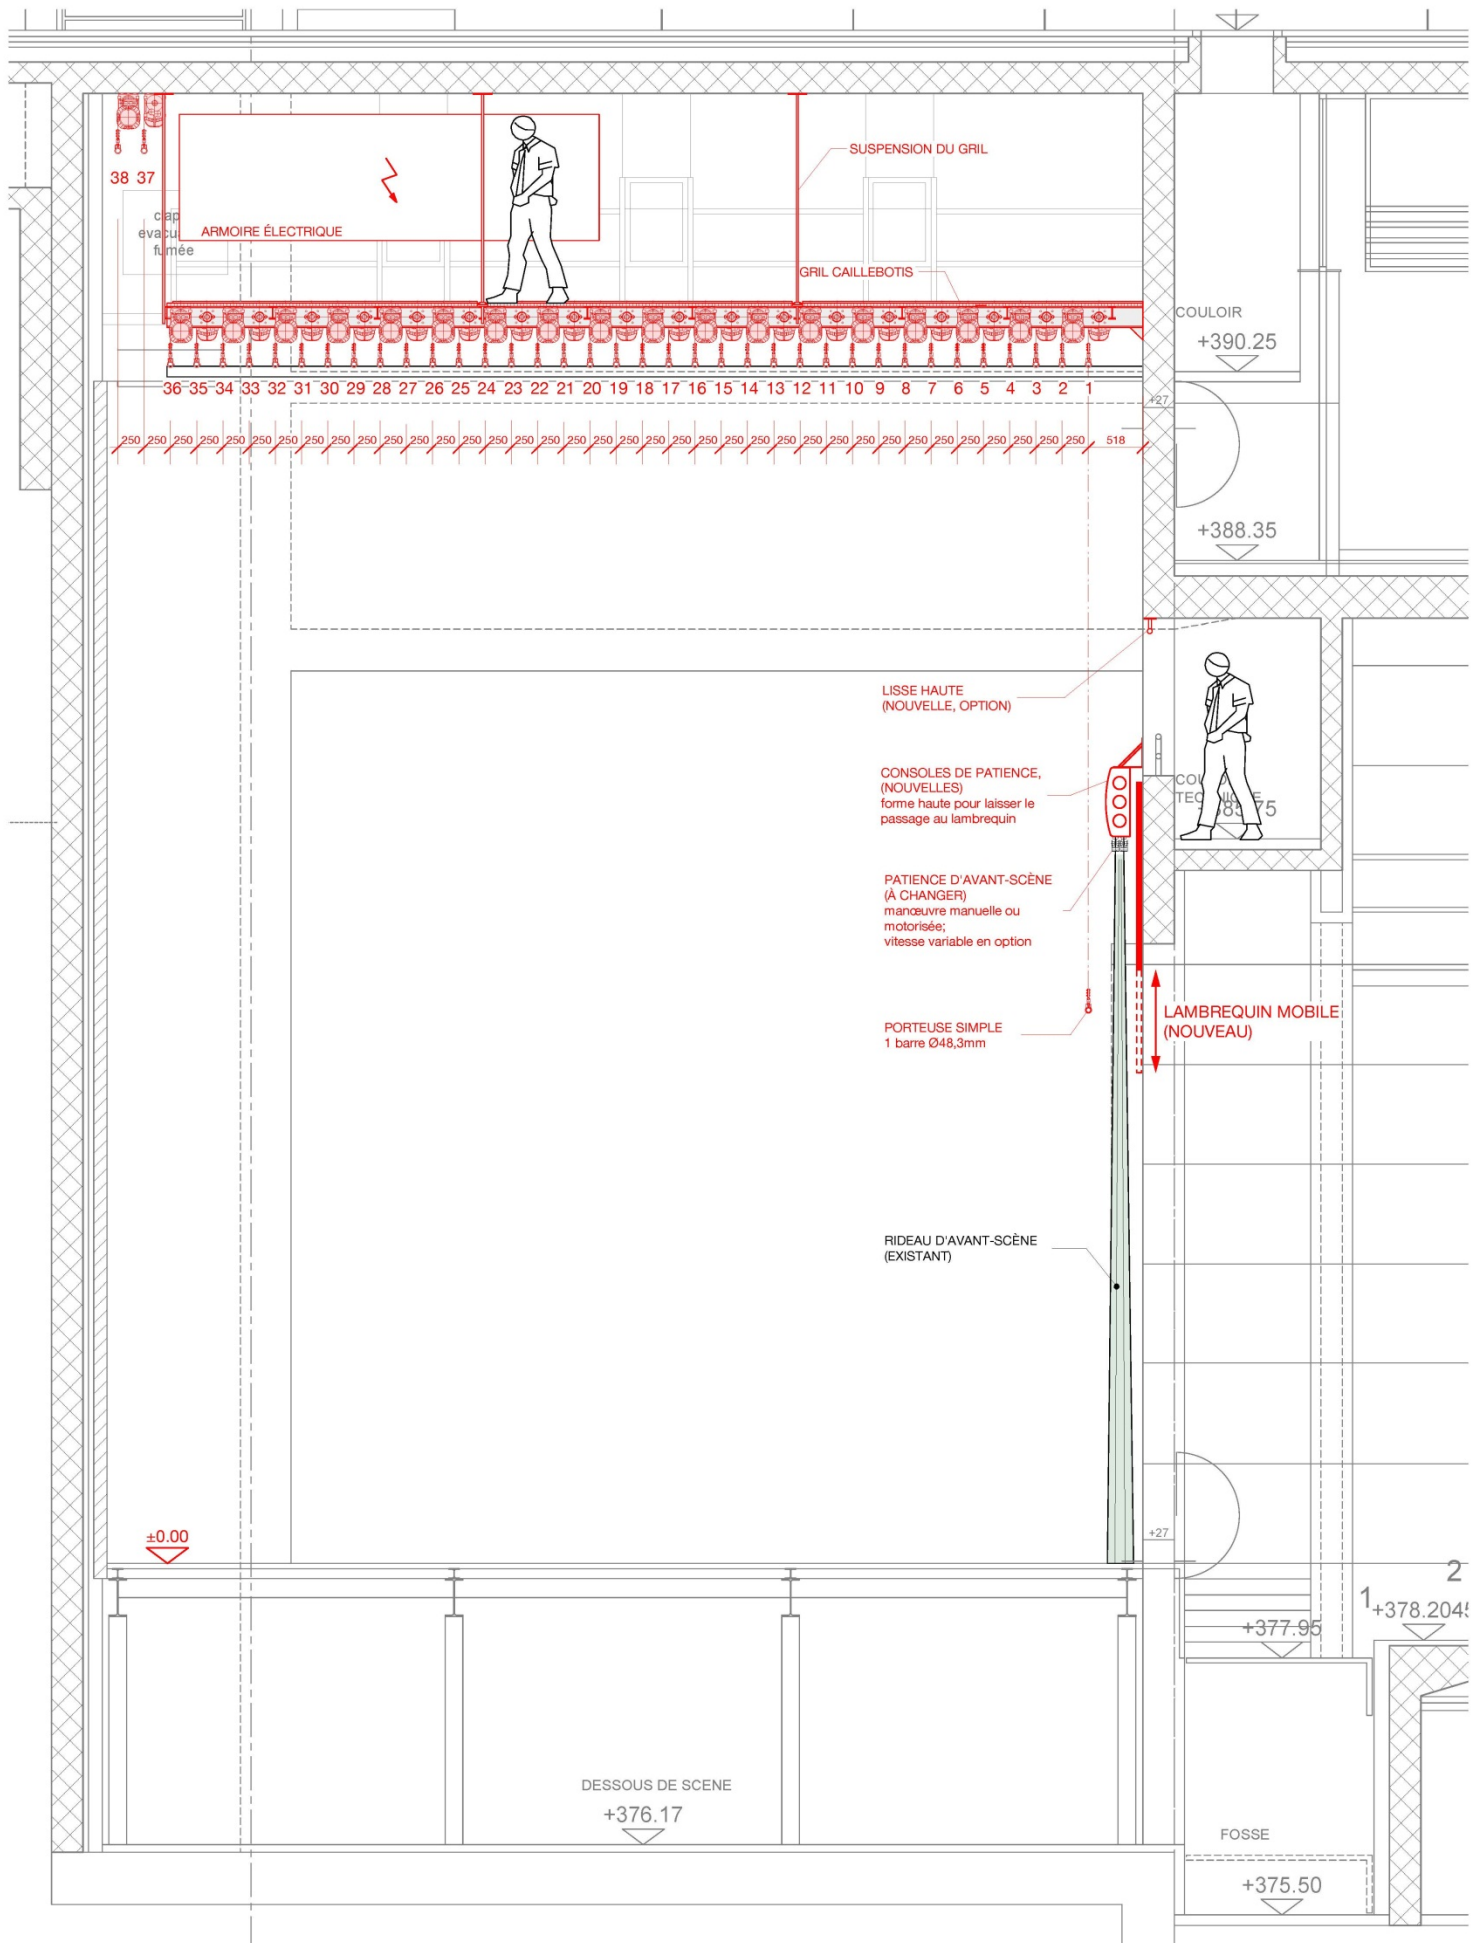 SUSPENSION DU GRIL
38 37
clap
evacu
fumée
ARMOIRE ÉLECTRIQUE
GRIL CAILLEBOTIS
COULOIR
+390.25
36 35 34 33 32 31 30 29 28 27 26 25 24 23 22 21 20 19 18 17 16 15 14 13 12 11 10 9 8 7 6 5 4 3 2 1
+27
250 250 250 250 250 250 250 250 250 250 250 250 250 250 250 250 250 250 250 250 250 250 250 250 250 250 250 250 250 250 250 250 250 250 250 250 250 518
+388.35
LISSE HAUTE
(NOUVELLE, OPTION)
CONSOLES DE PATIENCE,
(NOUVELLES)
forme haute pour laisser le
passage au lambrequin
PATIENCE D'AVANT-SCÈNE
(À CHANGER)
manœuvre manuelle ou
motorisée;
vitesse variable en option
LAMBREQUIN MOBILE
(NOUVEAU)
PORTEUSE SIMPLE
1 barre Ø48,3mm
RIDEAU D'AVANT-SCÈNE
(EXISTANT)
±0.00
+27
2
1
+378.204
+377.95
DESSOUS DE SCENE
+376.17
FOSSE
+375.50